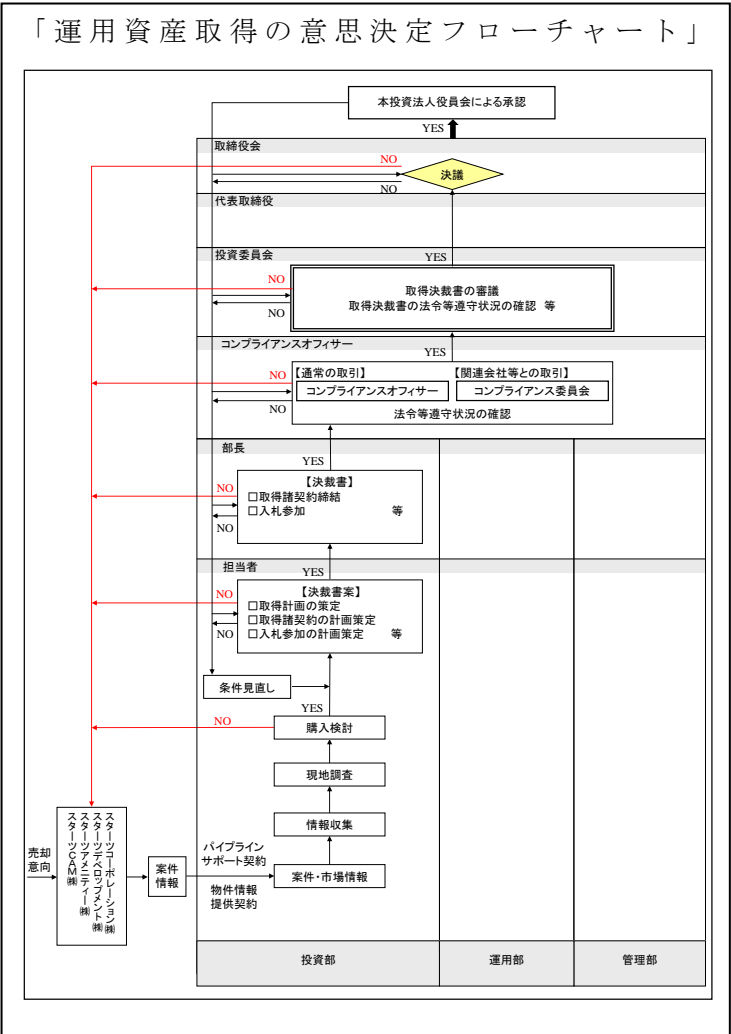 「運用資産取得の意思決定フローチャート」
本投資法人役員会による承認
YES
取締役会
NO
決議
NO
代表取締役
投資委員会
YES
NO
取得決裁書の審議
取得決裁書の法令等遵守状況の確認 等
NO
コンプライアンスオフィサー
YES
【通常の取引】
【関連会社等との取引】
NO
コンプライアンスオフィサー
コンプライアンス委員会
NO
法令等遵守状況の確認
部長
YES
【決裁書】
NO
□取得諸契約締結
□入札参加 等
NO
担当者
YES
【決裁書案】
NO
□取得計画の策定
□取得諸契約の計画策定
NO
□入札参加の計画策定 等
条件見直し
YES
NO
購入検討
現地調査
情報収集
パイプライン
サポート契約
案件・市場情報
物件情報
提供契約
売却
意向
スターツコーポレーション㈱
スターツデベロップメント㈱
スターツアメニティー㈱
スターツCAM㈱
案件
情報
投資部
運用部
管理部